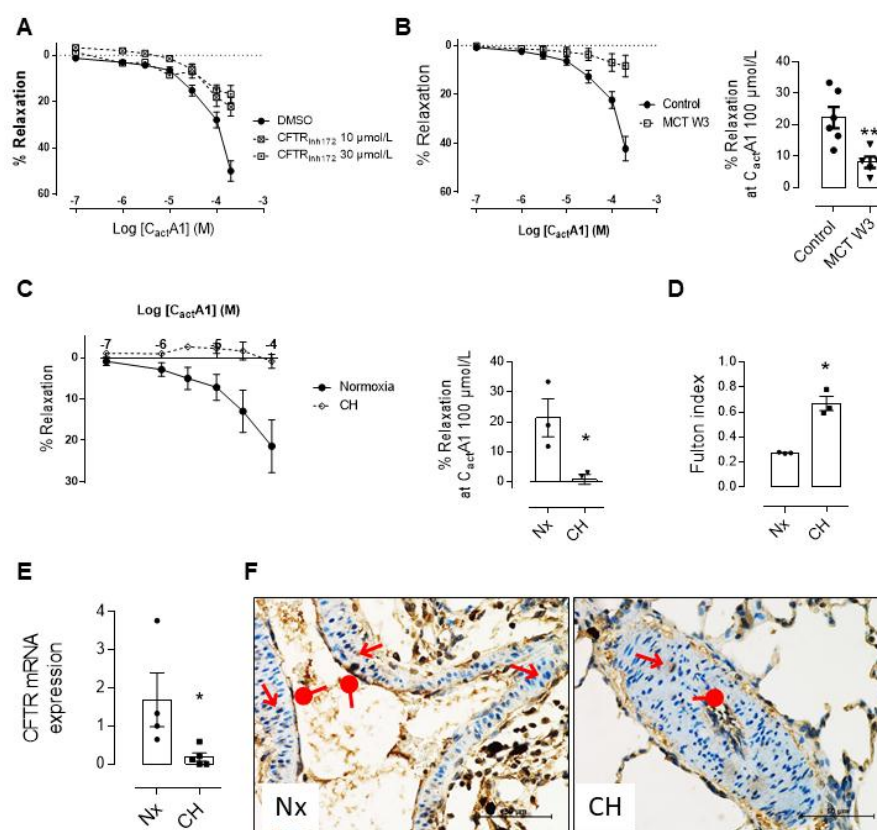 A
% Relaxation
0
20
40
60
-7
-6
-5
-4
-3
Log [CactA1] (M)
DMSO
CFTRInh172 10 µmol/L
CFTRInh172 30 µmol/L
B
% Relaxation
0
20
40
60
-7
-6
-5
-4
-3
Log [CactA1] (M)
Control
MCT W3
% Relaxation
at CactA1 100 µmol/L
40
30
20
10
0
**
Control
MCT W3
C
Log [CactA1] (M)
-7
-6
-5
-4
% Relaxation
0
10
20
30
Normoxia
CH
% Relaxation
at CactA1 100 µmol/L
40
30
20
10
0
*
Nx
CH
D
Fulton index
1.0
0.8
0.6
0.4
0.2
0.0
*
Nx
CH
E
CFTR mRNA
expression
4
3
2
1
0
*
Nx
CH
F
Nx
CH